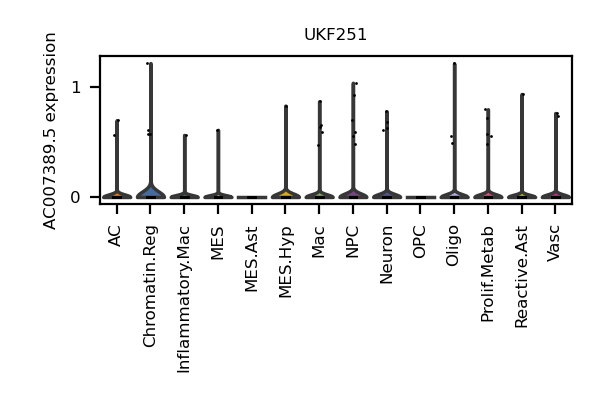 UKF251
AC007389.5 expression
1
0
AC
Chromatin.Reg
Inflammatory.Mac
MES
MES.Ast
MES.Hyp
Mac
NPC
Neuron
OPC
Oligo
Prolif.Metab
Reactive.Ast
Vasc